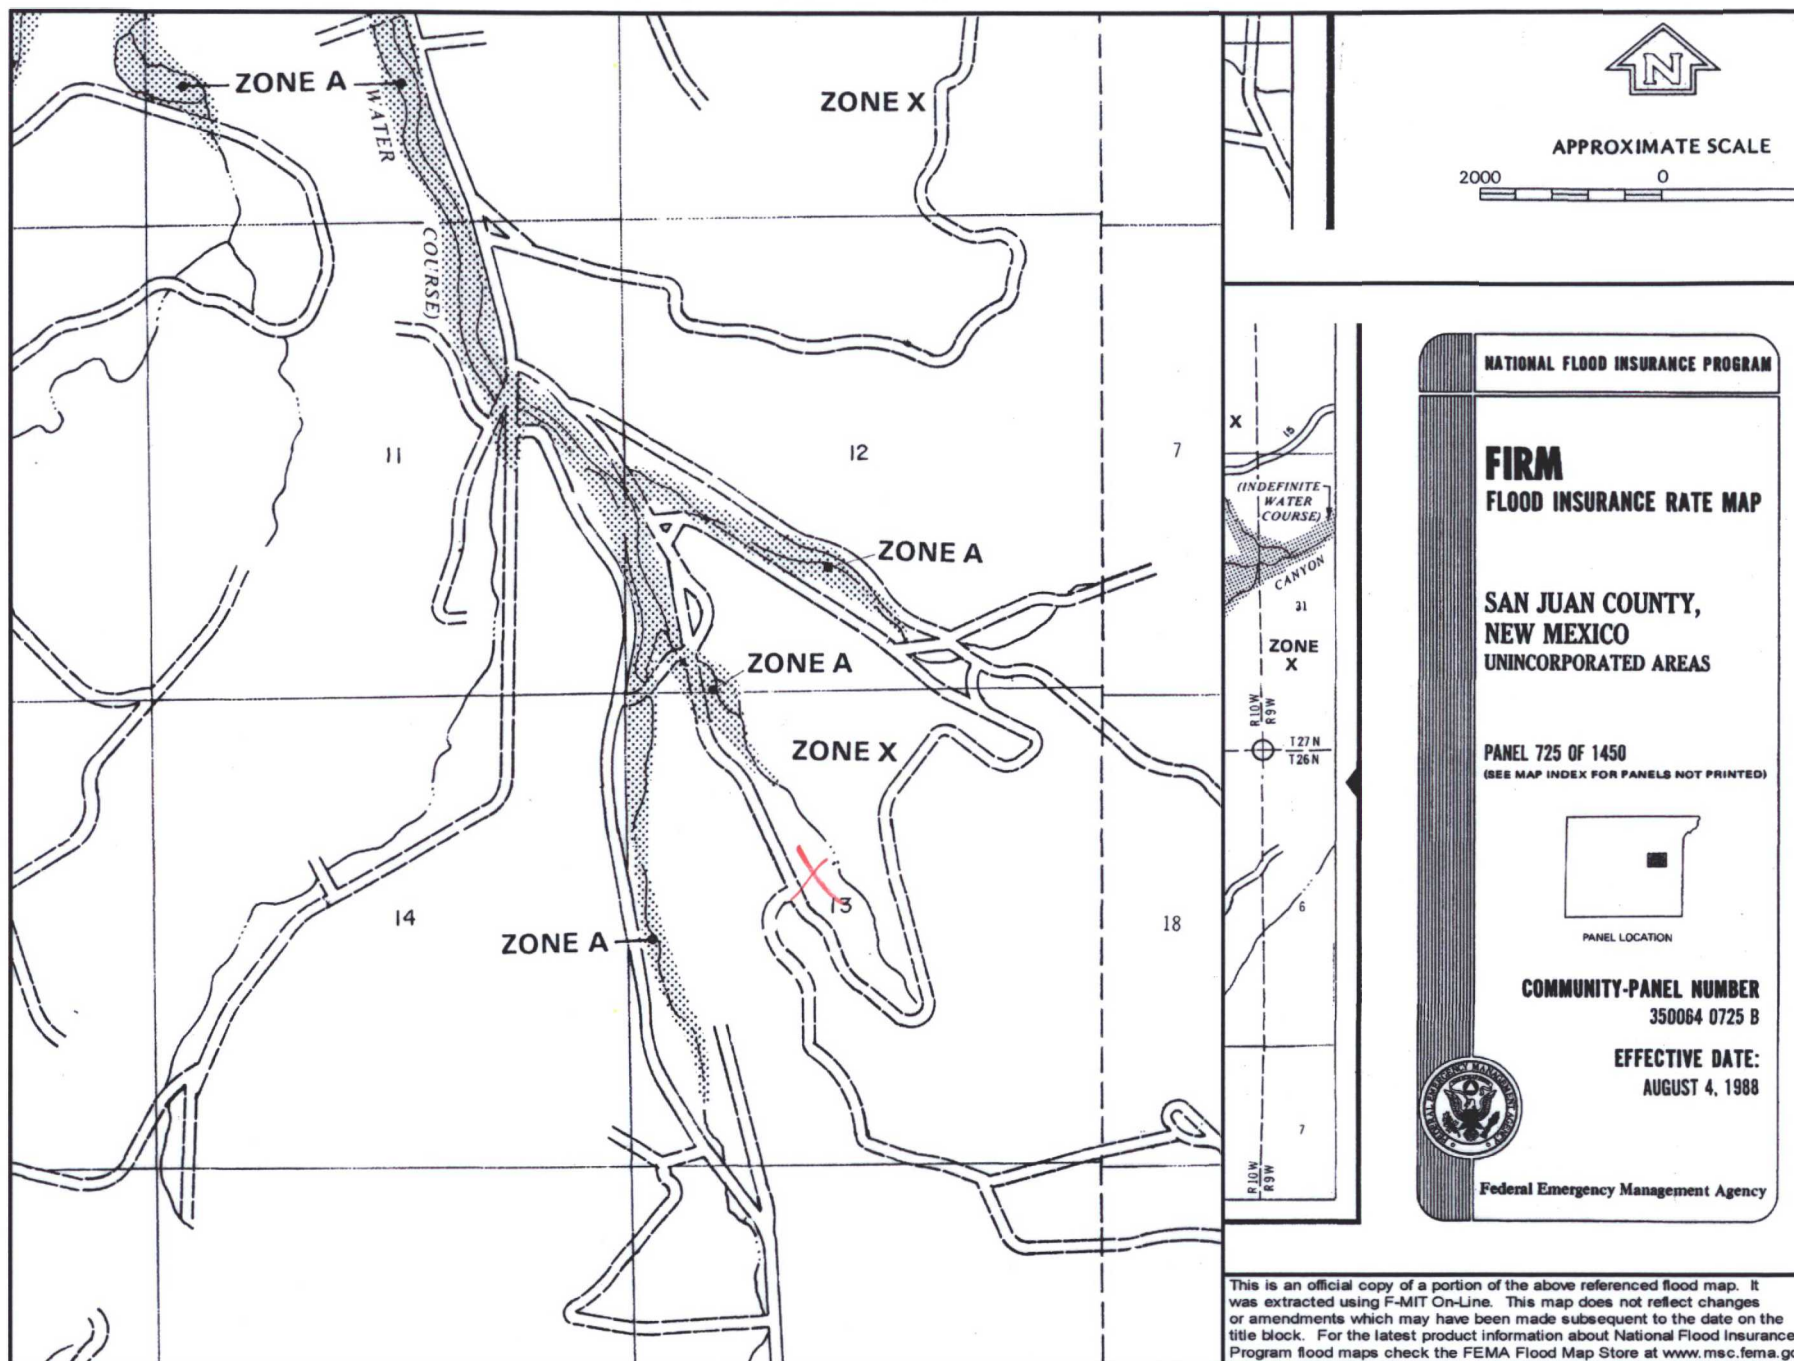 ZONE A
WATER
COURSE)
ZONE X
11
12
7
ZONE A
ZONE A
ZONE X
14
13
18
ZONE A
N
APPROXIMATE SCALE
2000 0
X
15
(INDEFINITE
WATER
COURSE)
CANYON
31
ZONE
X
R10W
R9W
T27N
T26N
6
7
R10W
R9W
NATIONAL FLOOD INSURANCE PROGRAM
FIRM
FLOOD INSURANCE RATE MAP
SAN JUAN COUNTY,
NEW MEXICO
UNINCORPORATED AREAS
PANEL 725 OF 1450
(SEE MAP INDEX FOR PANELS NOT PRINTED)
PANEL LOCATION
COMMUNITY-PANEL NUMBER
350064 0725 B
EFFECTIVE DATE:
AUGUST 4, 1988
FEDERAL EMERGENCY MANAGEMENT AGENCY
Federal Emergency Management Agency
This is an official copy of a portion of the above referenced flood map. It
was extracted using F-MIT On-Line. This map does not reflect changes
or amendments which may have been made subsequent to the date on the
title block. For the latest product information about National Flood Insurance
Program flood maps check the FEMA Flood Map Store at www.msc.fema.go